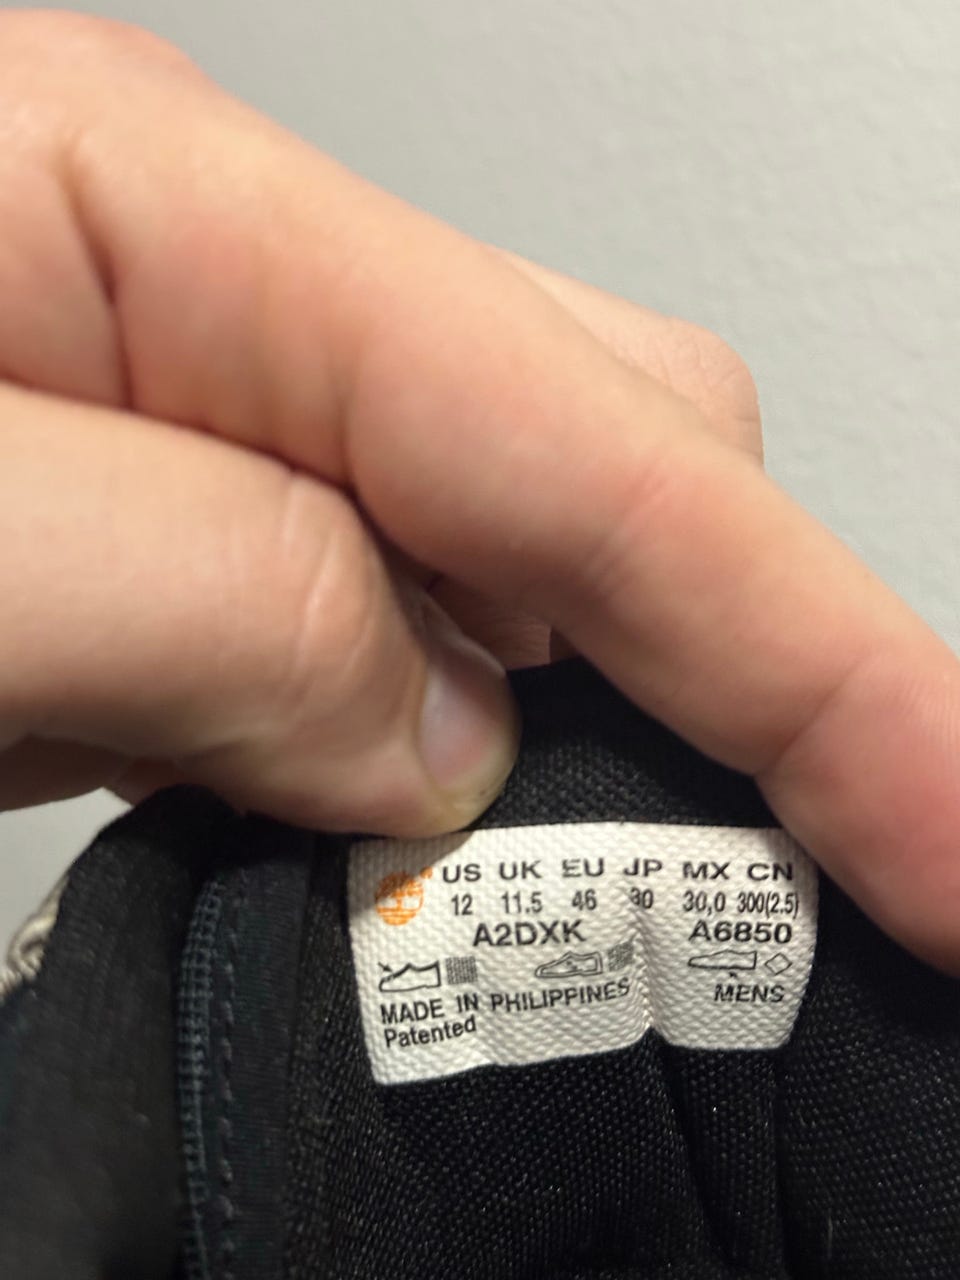 US UK EU JP MX CN
12 11.5 46 30 30,0 300(2.5)
A2DXK A6850
MADE IN PHILIPPINES MENS
Patented